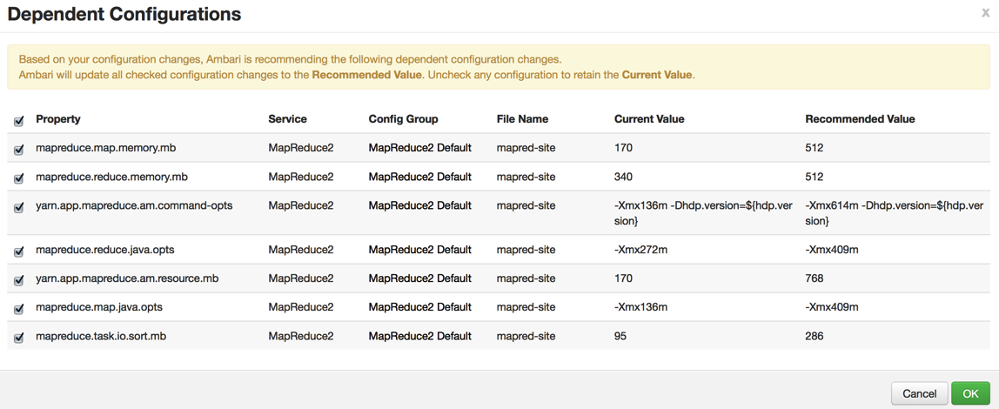 Dependent Configurations
x
Based on your configuration changes, Ambari is recommending the following dependent configuration changes.
Ambari will update all checked configuration changes to the Recommended Value. Uncheck any configuration to retain the Current Value.
Property Service Config Group File Name Current Value Recommended Value
mapreduce.map.memory.mb MapReduce2 MapReduce2 Default mapred-site 170 512
mapreduce.reduce.memory.mb MapReduce2 MapReduce2 Default mapred-site 340 512
yarn.app.mapreduce.am.command-opts MapReduce2 MapReduce2 Default mapred-site -Xmx136m -Dhdp.version=${hdp.ver -Xmx614m -Dhdp.version=${hdp.ver
sion} sion}
mapreduce.reduce.java.opts MapReduce2 MapReduce2 Default mapred-site -Xmx272m -Xmx409m
yarn.app.mapreduce.am.resource.mb MapReduce2 MapReduce2 Default mapred-site 170 768
mapreduce.map.java.opts MapReduce2 MapReduce2 Default mapred-site -Xmx136m -Xmx409m
mapreduce.task.io.sort.mb MapReduce2 MapReduce2 Default mapred-site 95 286
Cancel OK